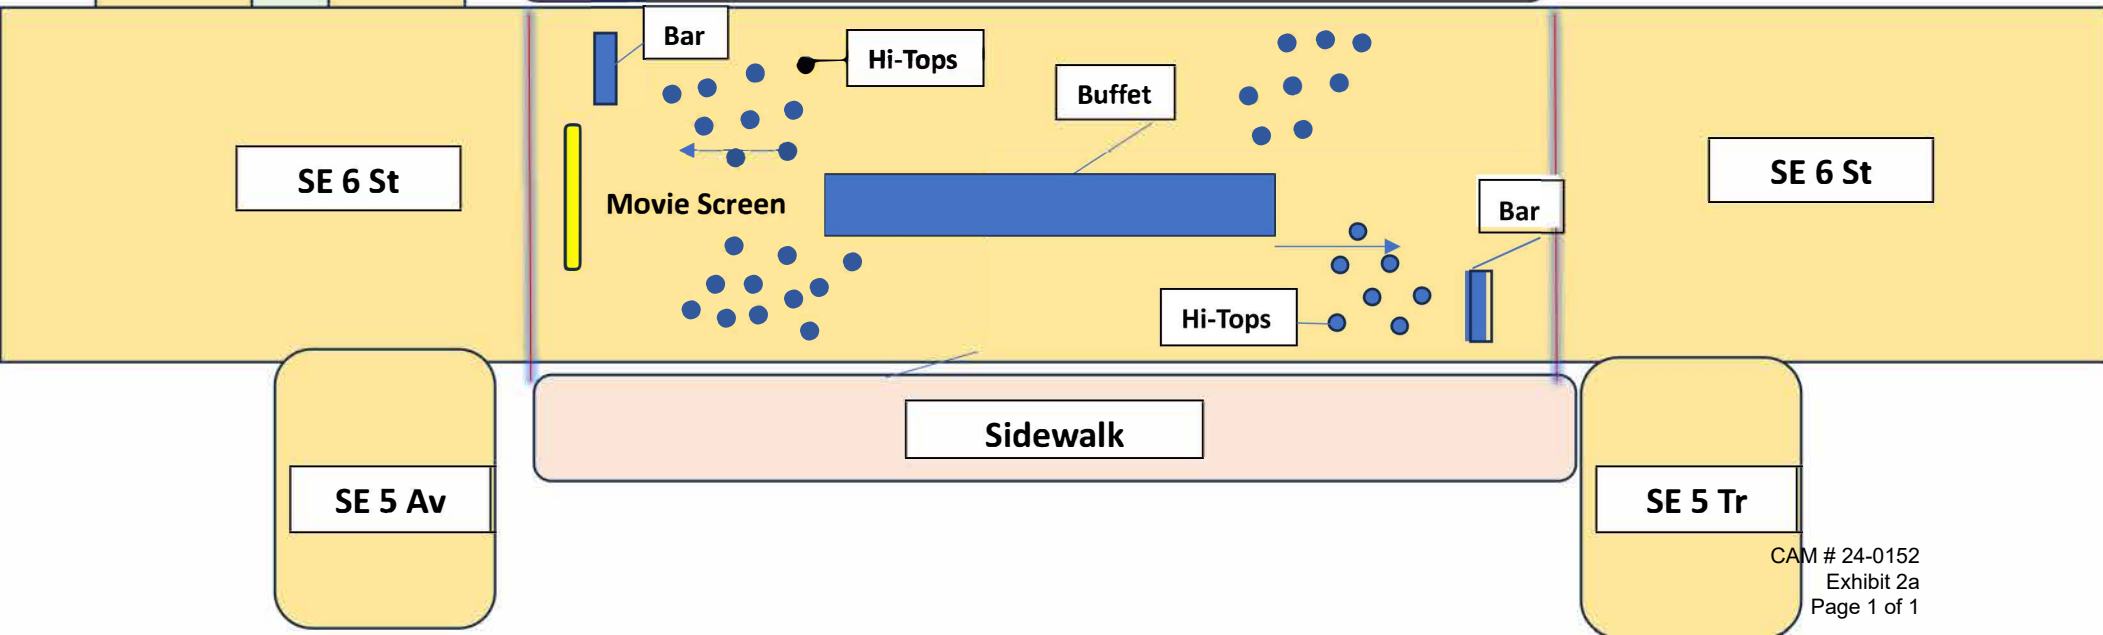 Bar
Hi-Tops
Buffet
SE 6 St
SE 6 St
Movie Screen
Bar
Hi-Tops
Sidewalk
SE 5 Av
SE 5 Tr
CAM # 24-0152
Exhibit 2a
Page 1 of 1